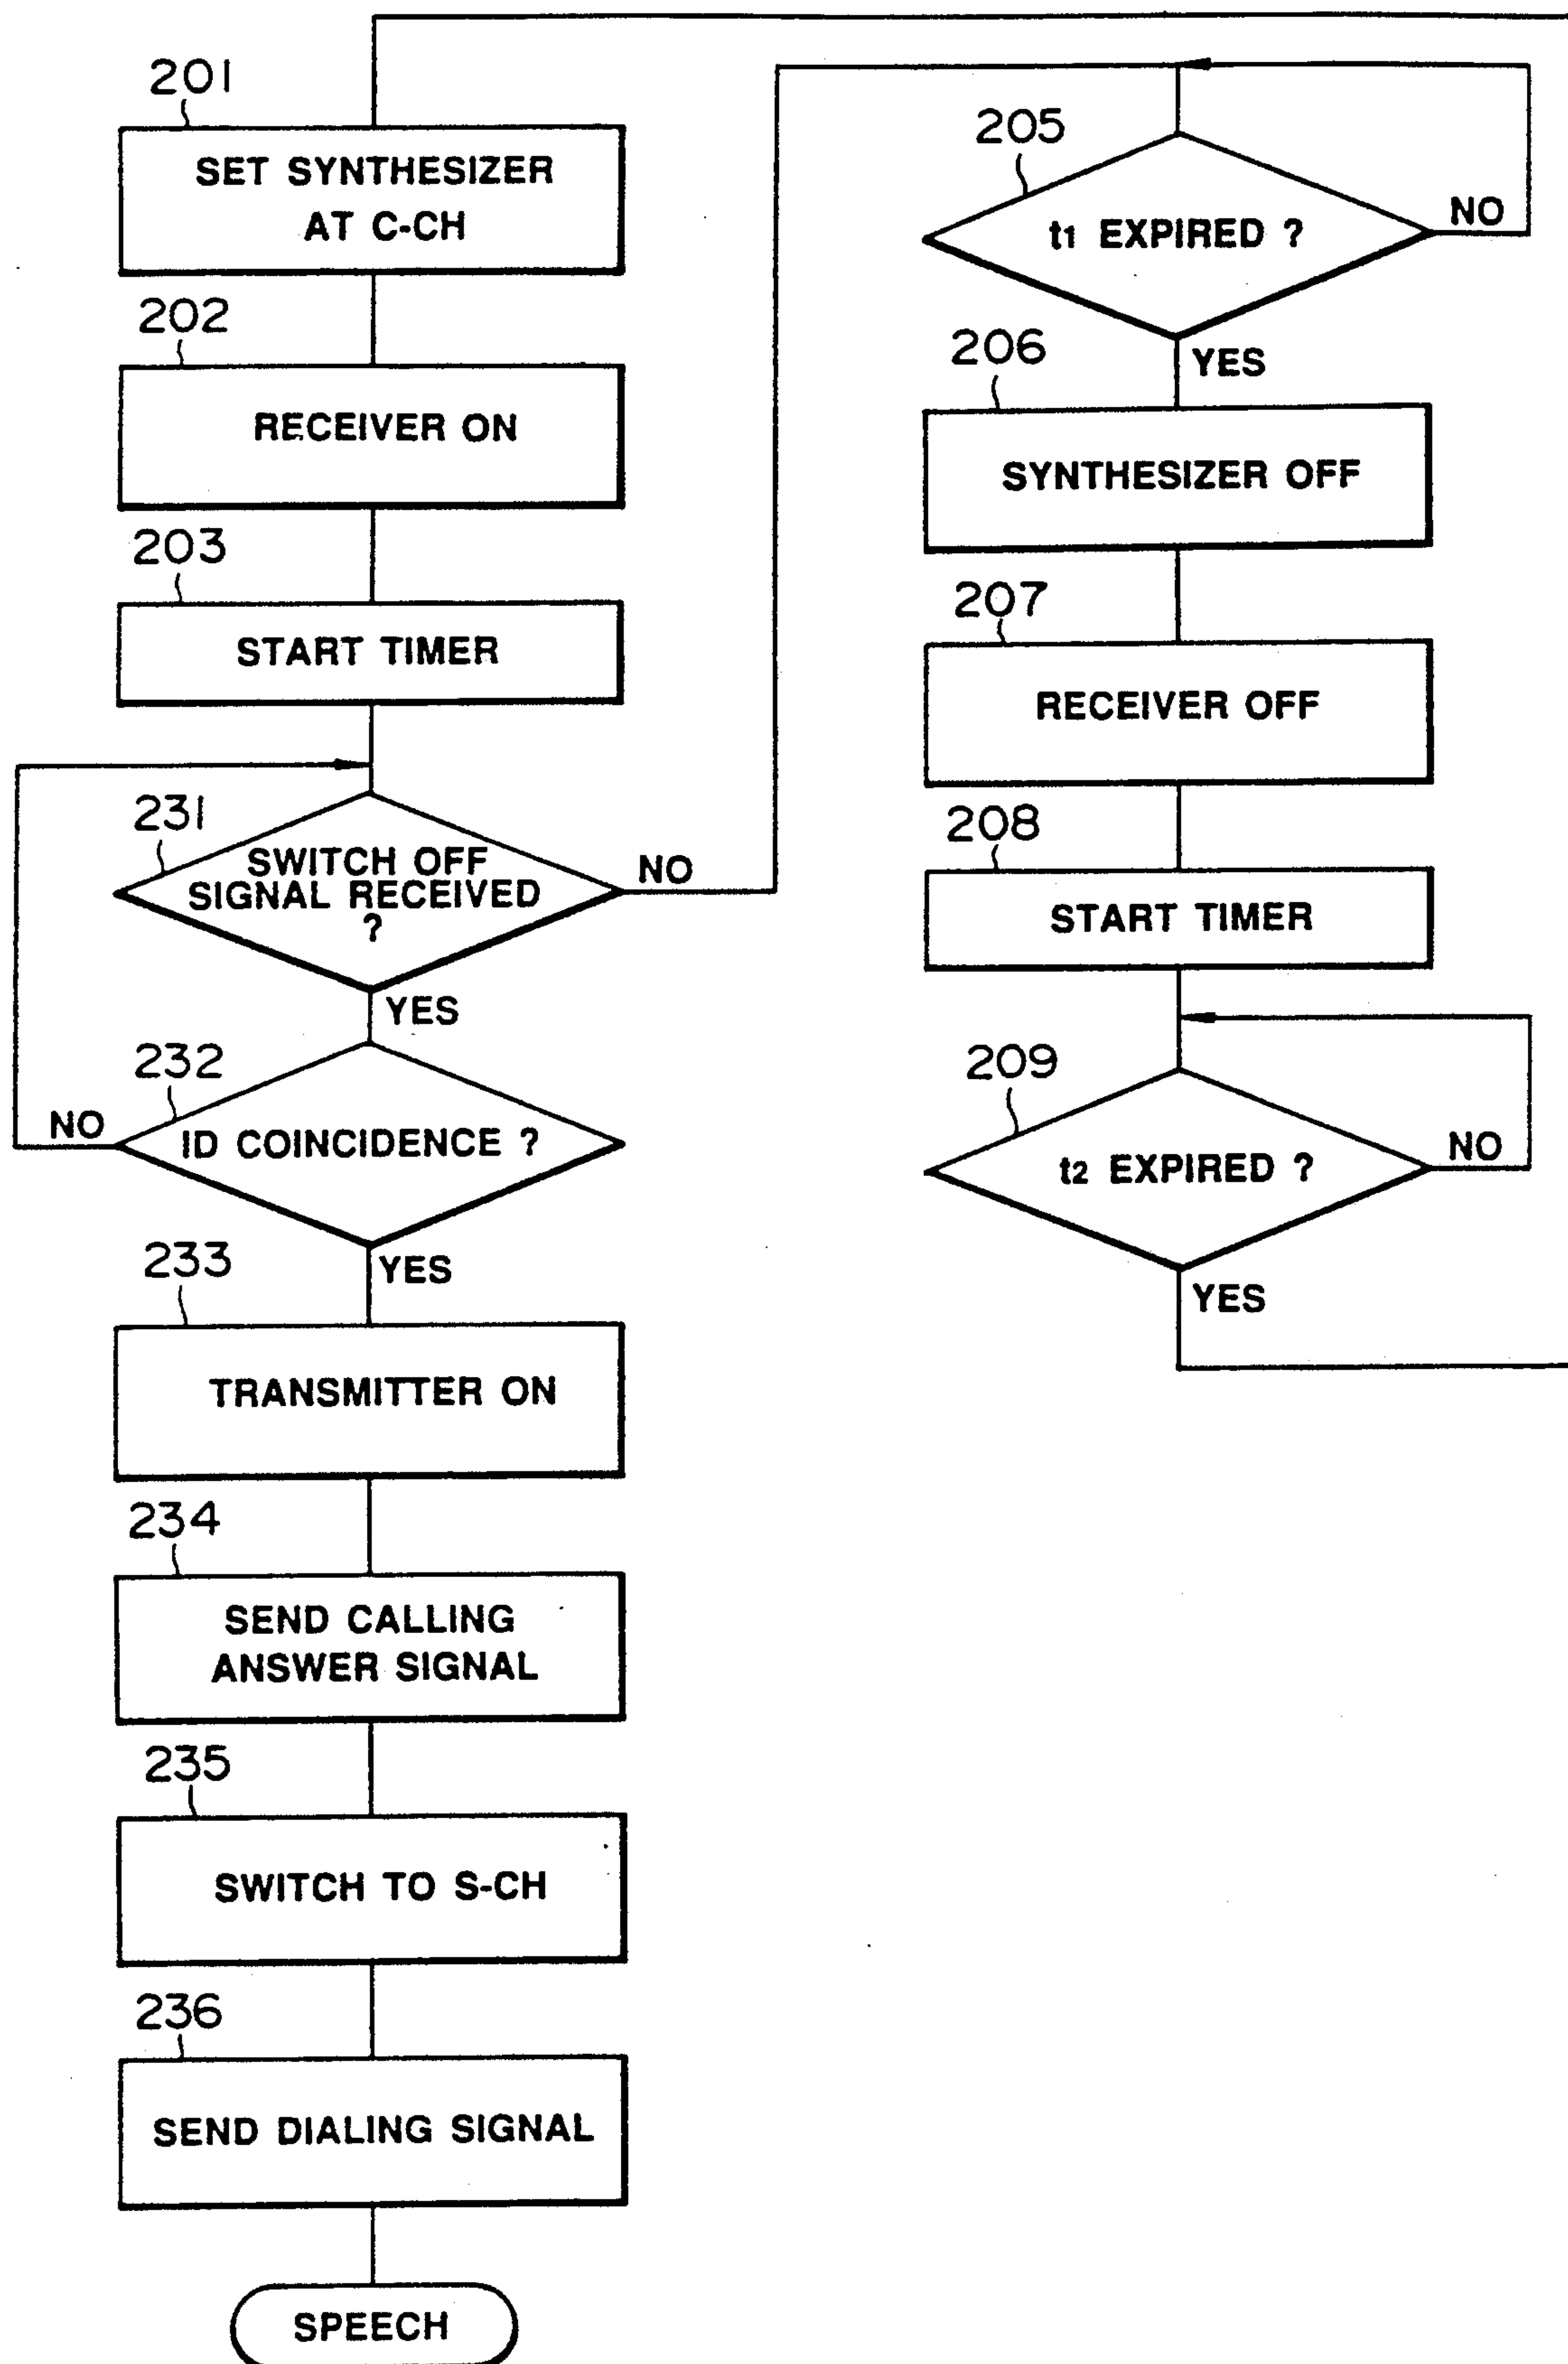 201
SET SYNTHESIZER
AT C-CH
202
RECEIVER ON
203
START TIMER
231
SWITCH OFF
SIGNAL RECEIVED
?
NO
YES
232
ID COINCIDENCE ?
NO
YES
233
TRANSMITTER ON
234
SEND CALLING
ANSWER SIGNAL
235
SWITCH TO S-CH
236
SEND DIALING SIGNAL
SPEECH
205
t1 EXPIRED ?
NO
YES
206
SYNTHESIZER OFF
207
RECEIVER OFF
208
START TIMER
209
t2 EXPIRED ?
NO
YES